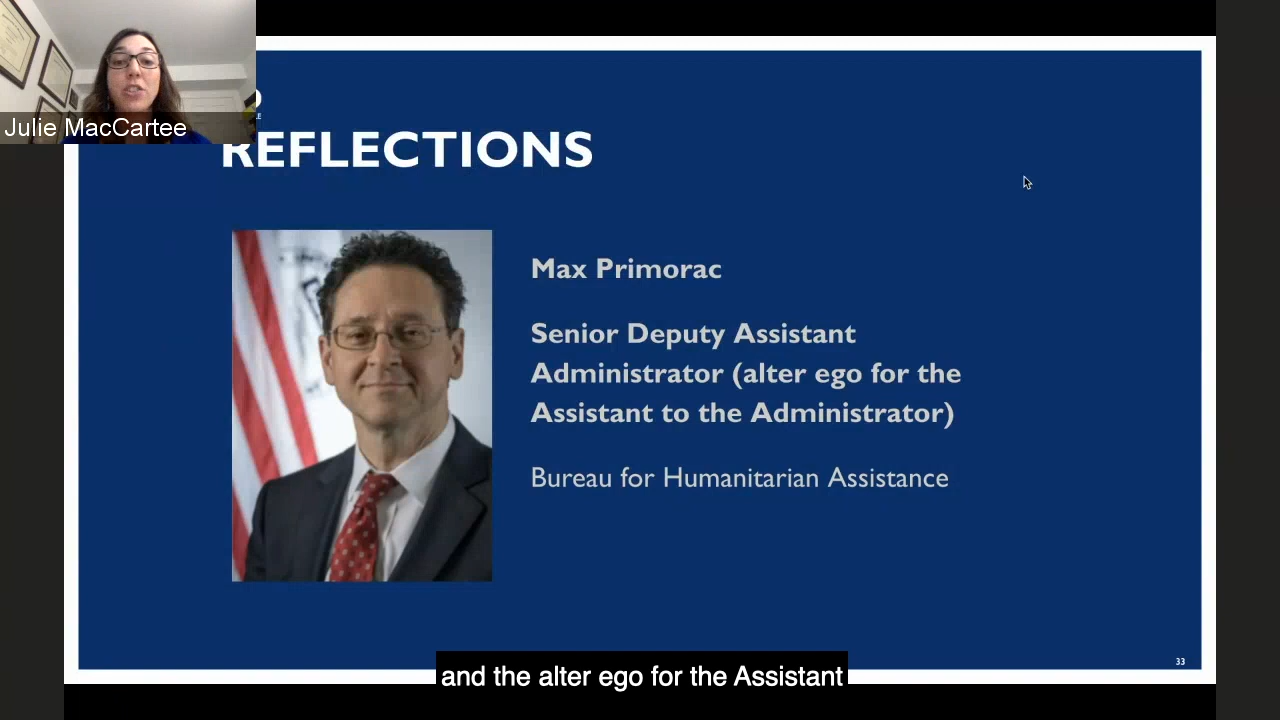 Julie MacCartee
REFLECTIONS
Max Primorac
Senior Deputy Assistant
Administrator (alter ego for the
Assistant to the Administrator)
Bureau for Humanitarian Assistance
33
and the alter ego for the Assistant